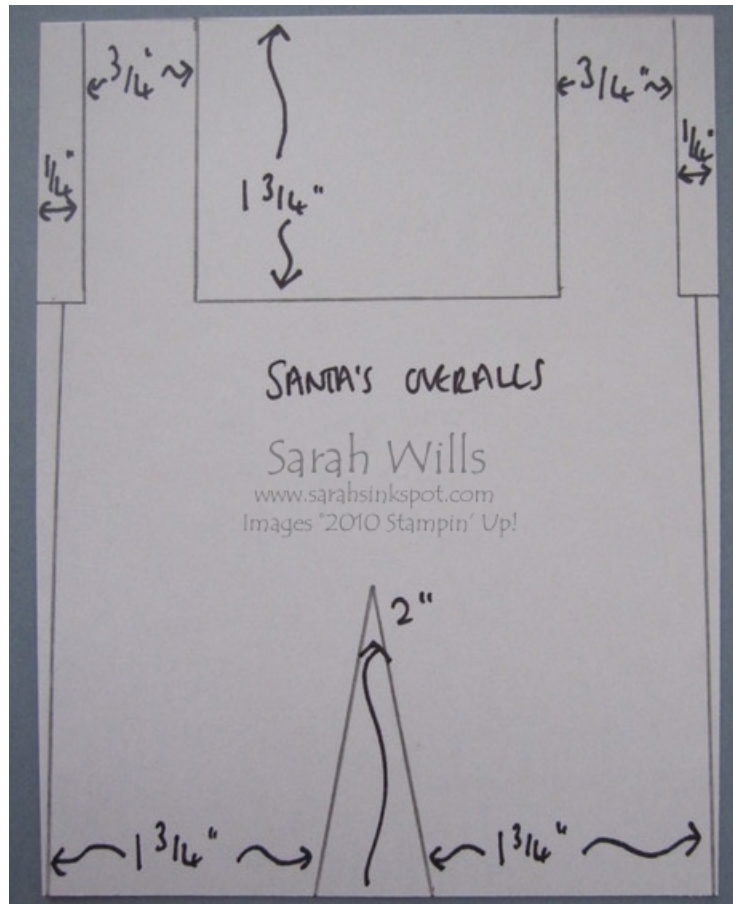 3/4"
3/4"
1/4"
1/4"
1 3/4"
SANTA'S OVERALLS
Sarah Wills
www.sarahsinkspot.com
Images °2010 Stampin' Up!
2"
1 3/4"
1 3/4"